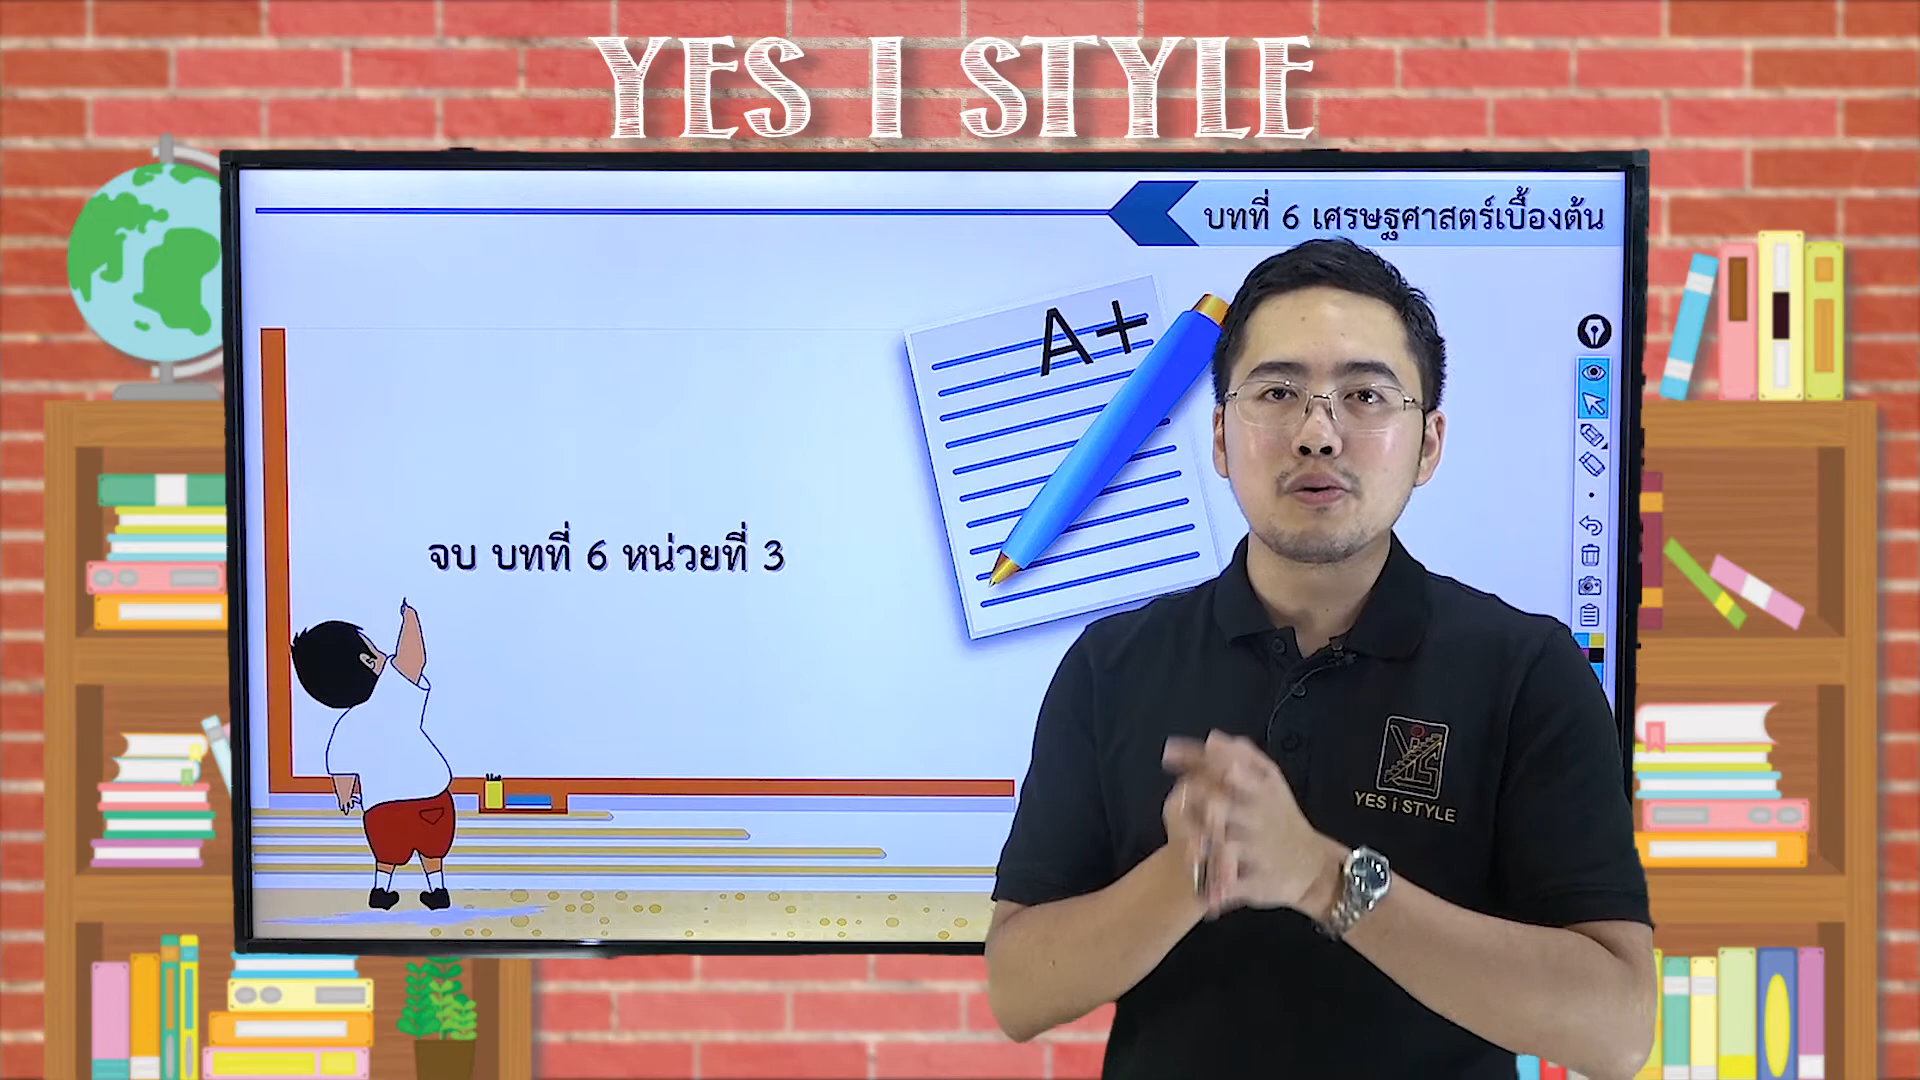 YES I STYLE
บทที่ 6 เศรษฐศาสตร์เบื้องต้น
A+
จบ บทที่ 6 หน่วยที่ 3
YiS
YES i STYLE